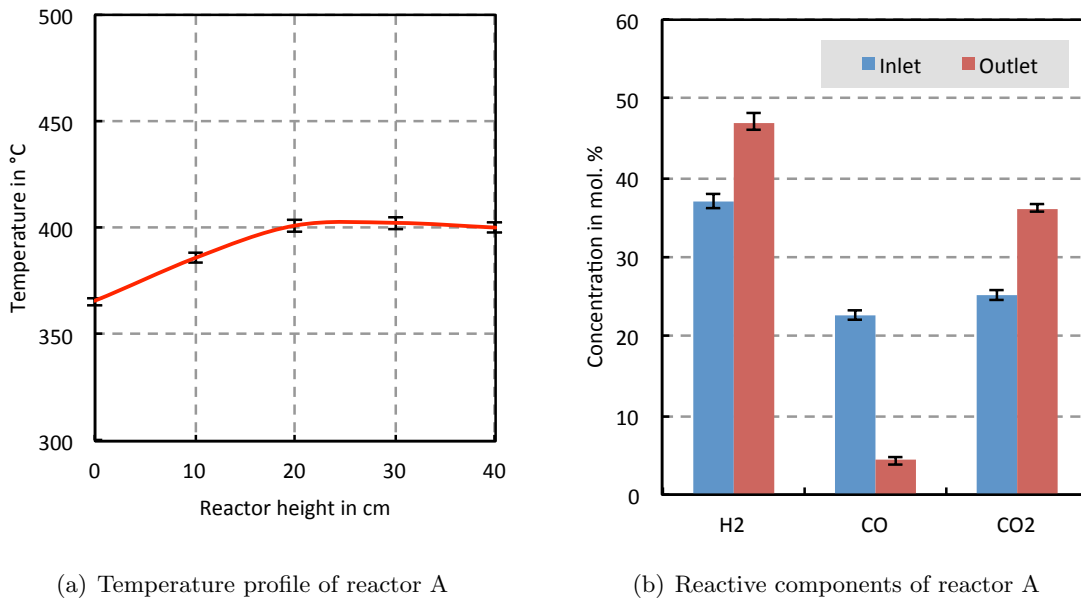 500
450
400
350
300
Temperature in °C
0 10 20 30 40
Reactor height in cm
(a) Temperature profile of reactor A
60
50
40
30
20
10
0
Concentration in mol. %
Inlet Outlet
H2 CO CO2
(b) Reactive components of reactor A